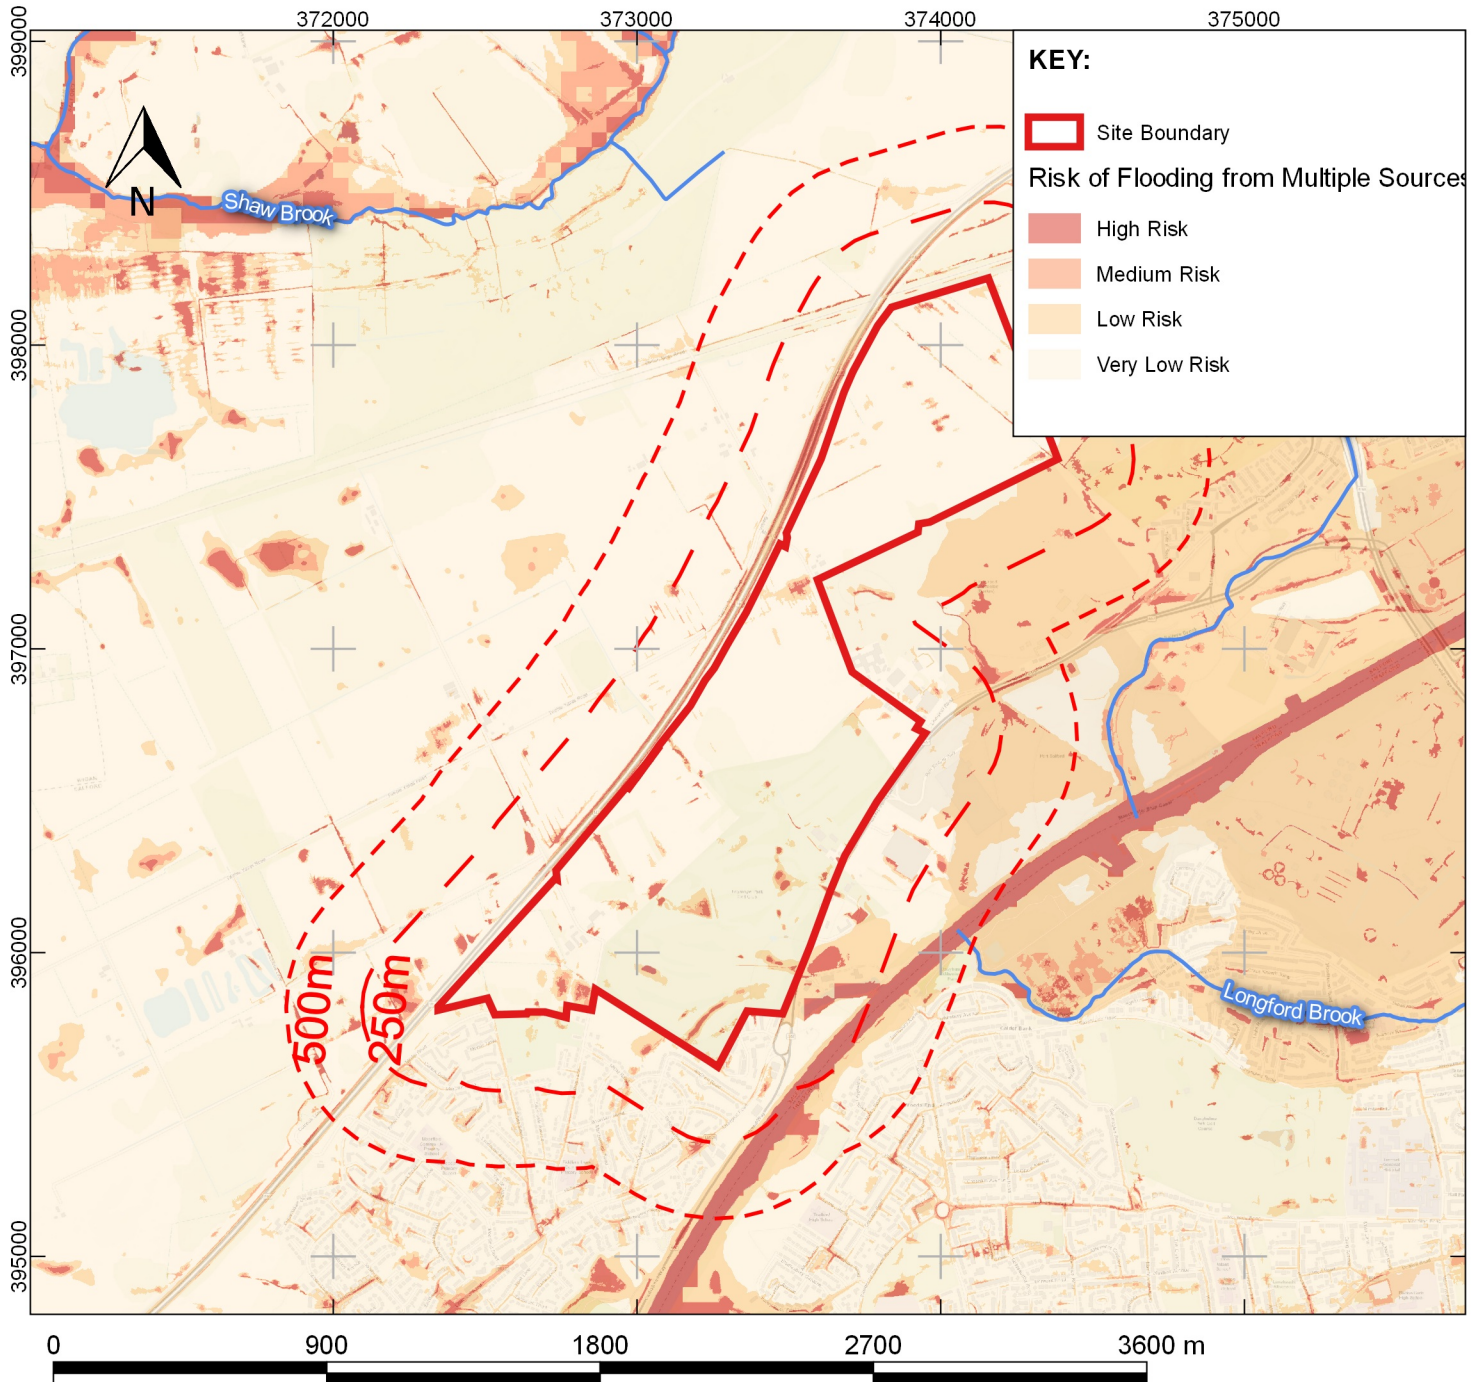 372000 373000 374000 375000
399000
398000
397000
396000
395000
KEY:
Site Boundary
Risk of Flooding from Multiple Sources
High Risk
Medium Risk
Low Risk
Very Low Risk
N
Shaw Brook
500m
250m
Longford Brook
0 900 1800 2700 3600 m